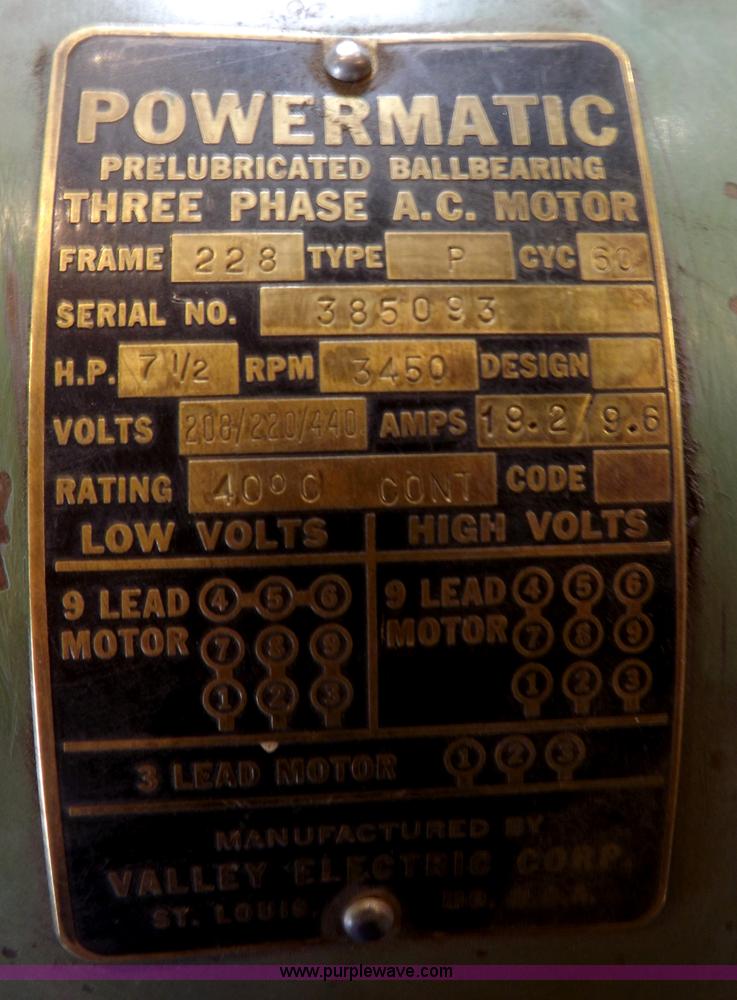 POWERMATIC
PRELUBRICATED BALLBEARING
THREE PHASE A.C. MOTOR
FRAME 228 TYPE P CYC 60
SERIAL NO. 385093
H.P. 7 1/2 RPM 3450 DESIGN
VOLTS 208/220/440 AMPS 19.2/9.6
RATING 40°C CONT CODE
LOW VOLTS HIGH VOLTS
9 LEAD MOTOR 4 5 6
7 8 9
1 2 3
9 LEAD MOTOR 4 5 6
7 8 9
1 2 3
3 LEAD MOTOR 1 2 3
MANUFACTURED BY
VALLEY ELECTRIC CORP.
ST. LOUIS, MO. U.S.A.
www.purplewave.com